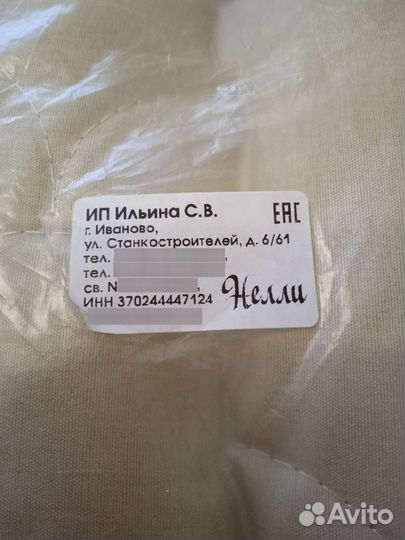 ИП Ильина С.В.
EAC
г. Иваново,
ул. Станкостроителей, д. 6/61
тел.
тел.
св. N
ИНН 370244447124
Нелли
Avito